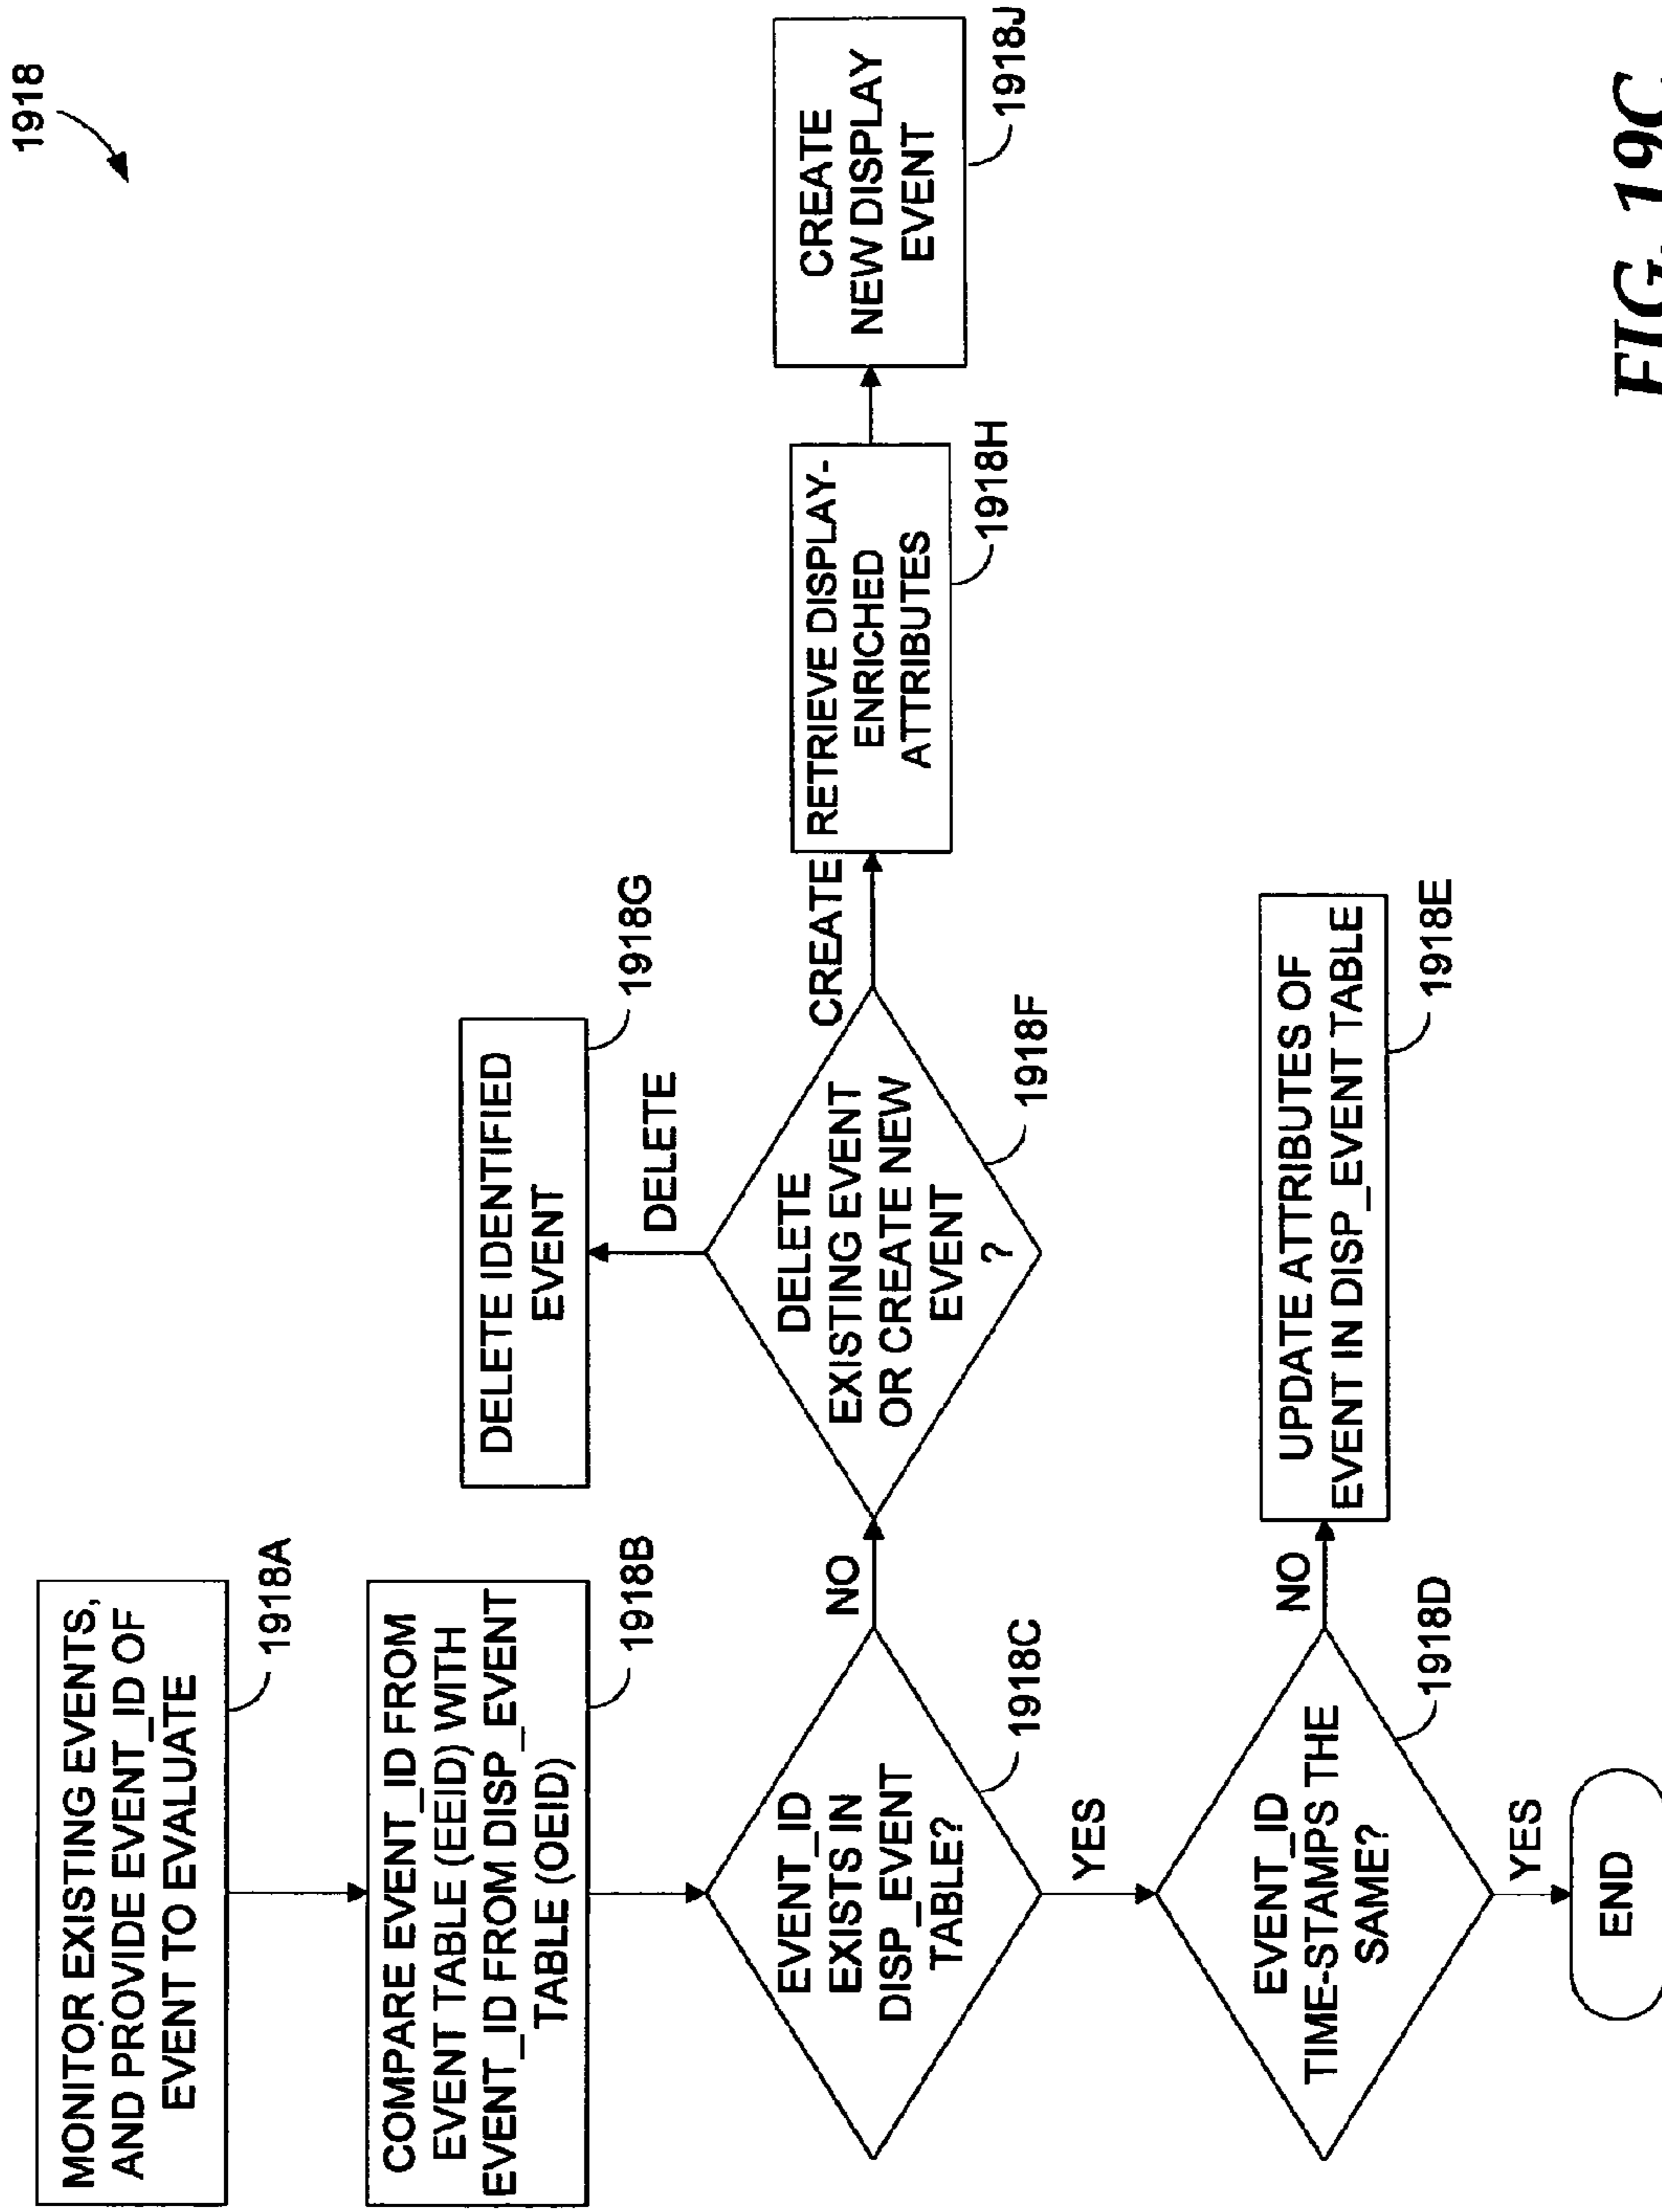 1918
MONITOR EXISTING EVENTS,
AND PROVIDE EVENT_ID OF
EVENT TO EVALUATE
1918A
COMPARE EVENT_ID FROM
EVENT TABLE (EEID) WITH
EVENT_ID FROM DISP_EVENT
TABLE (OEID)
1918B
EVENT_ID
EXISTS IN
DISP_EVENT
TABLE?
1918C
NO
YES
DELETE
EXISTING EVENT
OR CREATE NEW
EVENT
?
1918F
DELETE
DELETE IDENTIFIED
EVENT
1918G
CREATE
RETRIEVE DISPLAY-
ENRICHED
ATTRIBUTES
1918H
CREATE
NEW DISPLAY
EVENT
1918J
EVENT_ID
TIME-STAMPS THE
SAME?
1918D
NO
UPDATE ATTRIBUTES OF
EVENT IN DISP_EVENT TABLE
1918E
YES
END
FIG. 19C